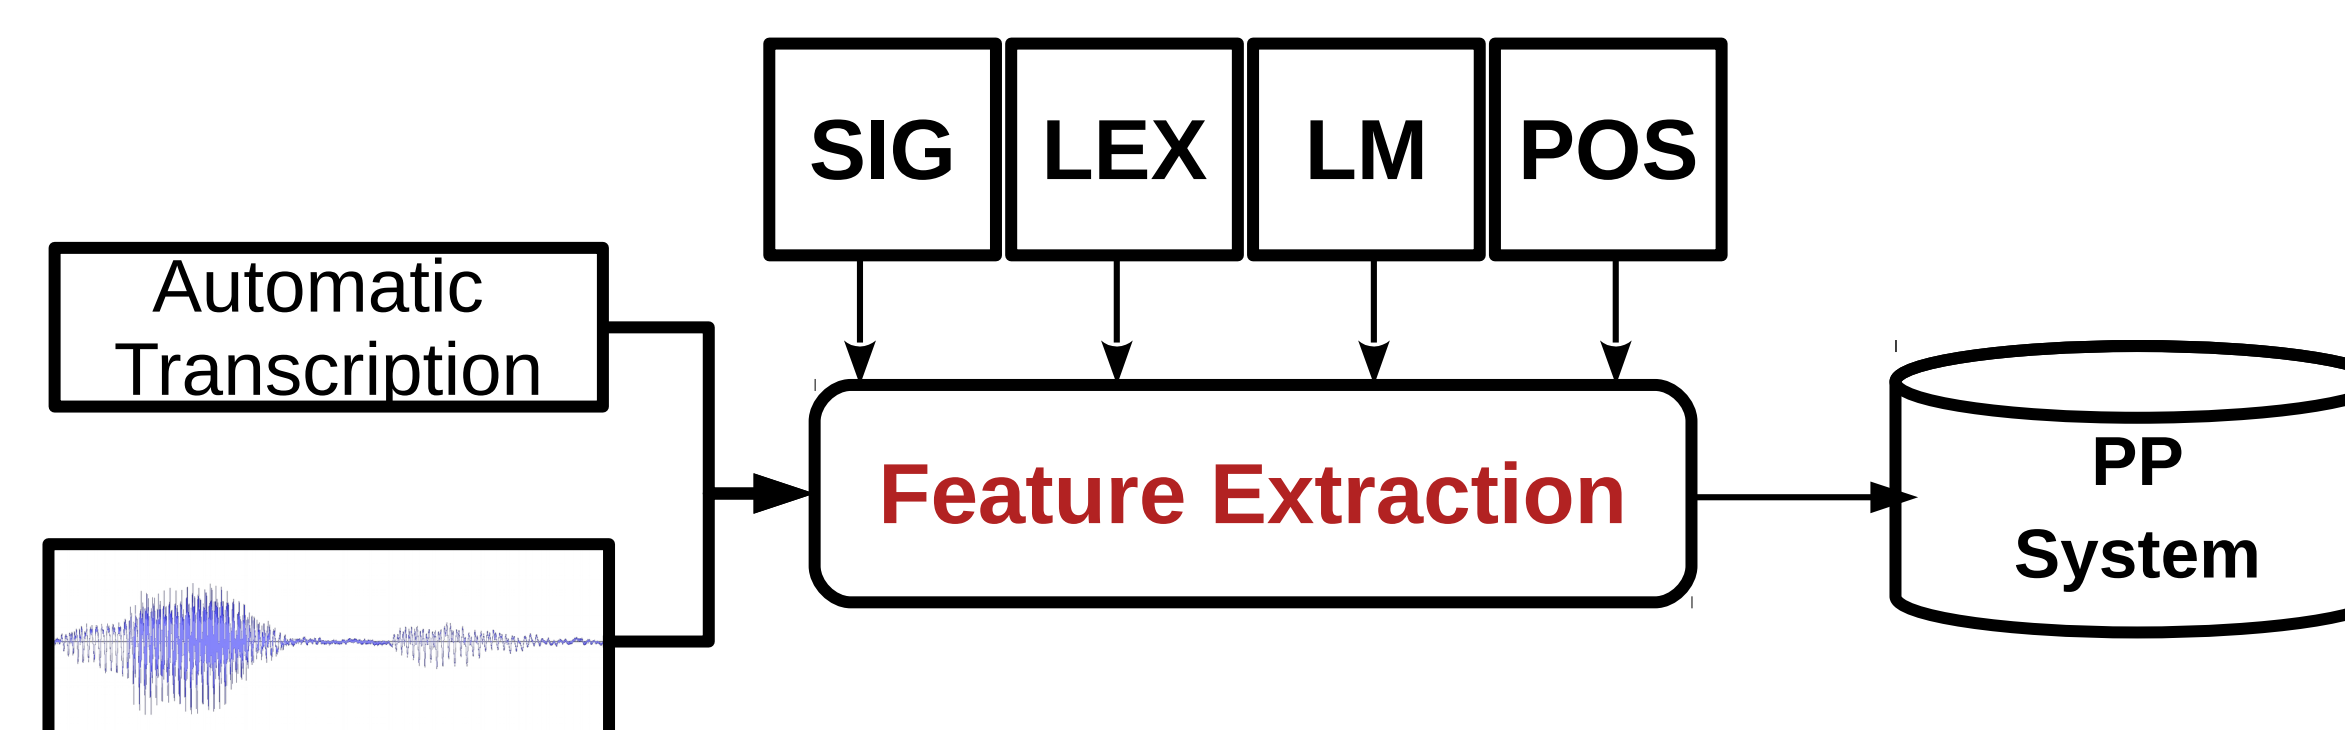 SIG LEX LM POS
Automatic
Transcription
Feature Extraction
PP
System